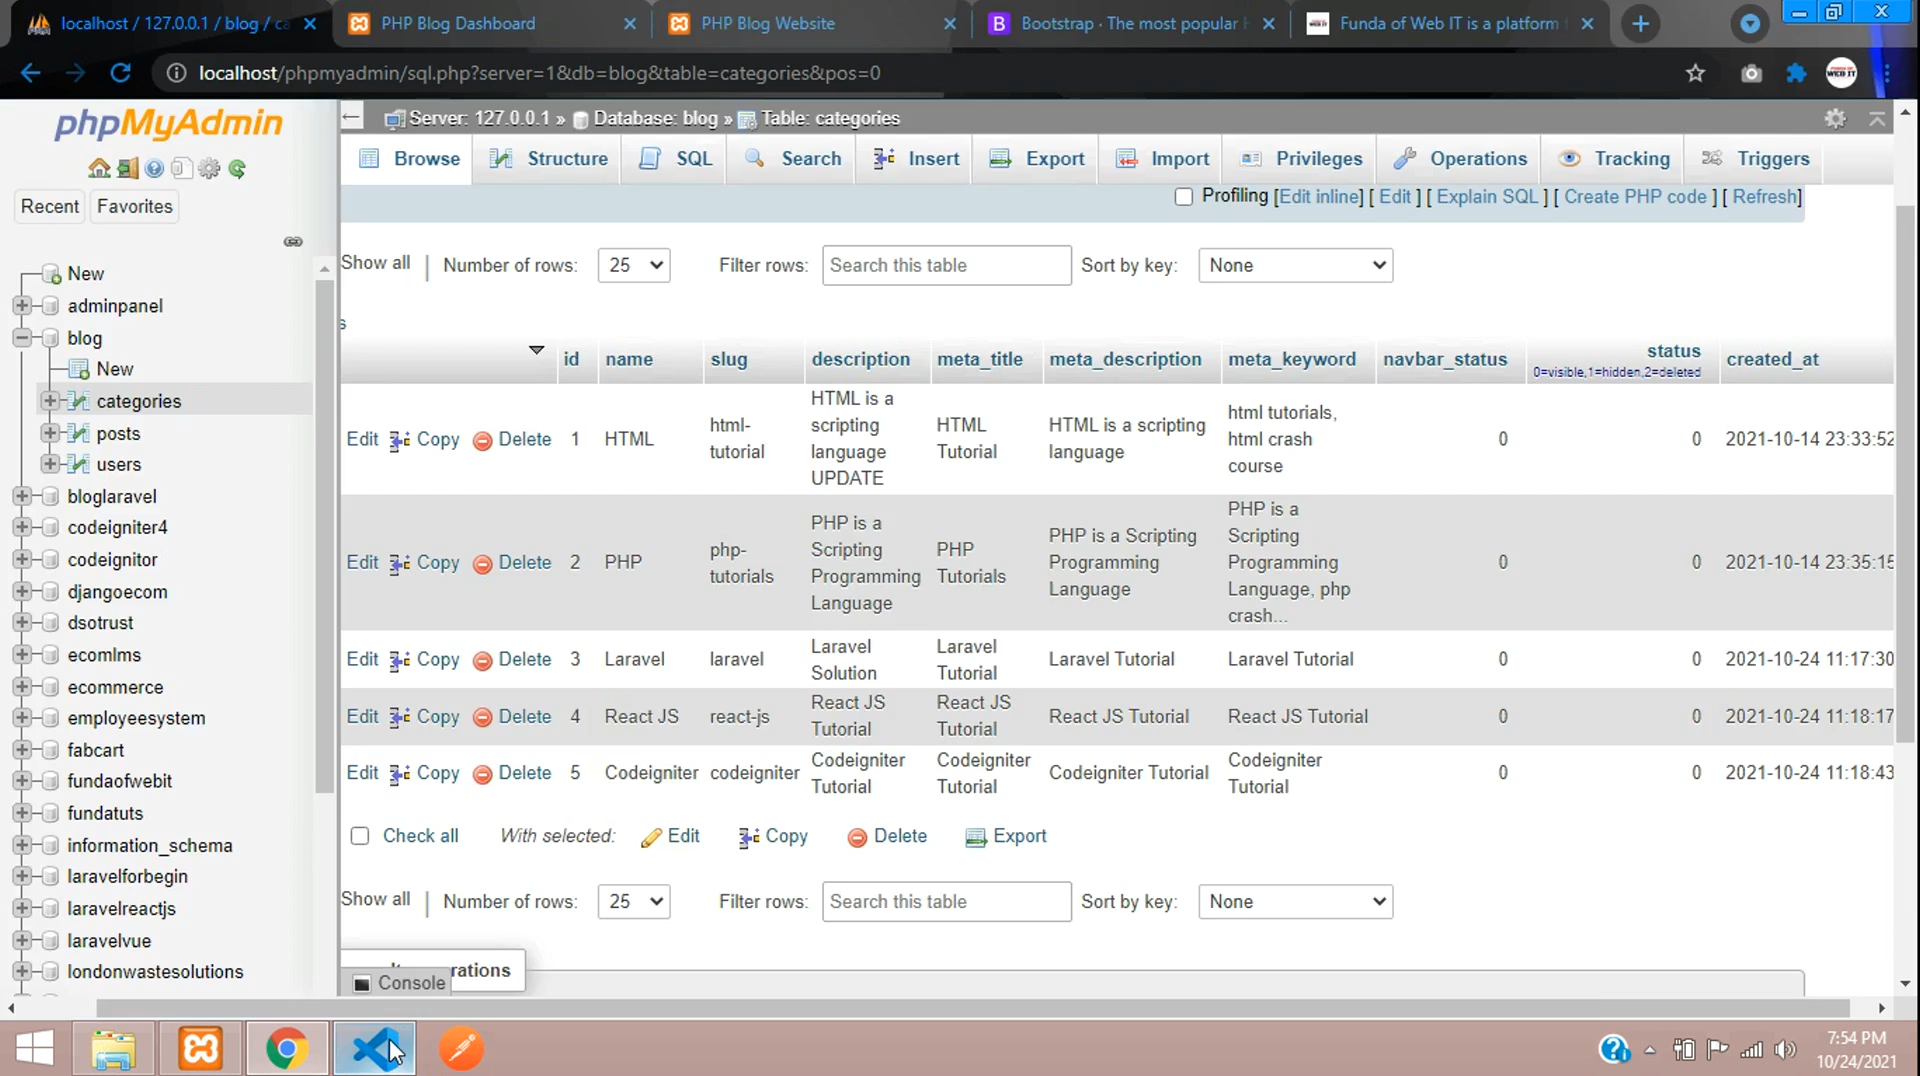 localhost / 127.0.0.1 / blog / ca
PHP Blog Dashboard
PHP Blog Website
Bootstrap · The most popular
Funda of Web IT is a platform
localhost/phpmyadmin/sql.php?server=1&db=blog&table=categories&pos=0
phpMyAdmin
Recent
Favorites
New
adminpanel
blog
New
categories
posts
users
bloglaravel
codeigniter4
codeignitor
djangoecom
dsotrust
ecomlms
ecommerce
employeesystem
fabcart
fundaofwebit
fundatuts
information_schema
laravelforbegin
laravelreactjs
laravelvue
londonwastesolutions
Server: 127.0.0.1 » Database: blog » Table: categories
Browse
Structure
SQL
Search
Insert
Export
Import
Privileges
Operations
Tracking
Triggers
Profiling [Edit inline] [ Edit ] [ Explain SQL ] [ Create PHP code ] [ Refresh]
Show all | Number of rows: 25 Filter rows: Search this table Sort by key: None
s
id name slug description meta_title meta_description meta_keyword navbar_status status created_at
0=visible,1=hidden,2=deleted
Edit Copy Delete 1 HTML
html-
tutorial
HTML is a
scripting
language
UPDATE
HTML
Tutorial
HTML is a scripting
language
html tutorials,
html crash
course
0 0 2021-10-14 23:33:52
Edit Copy Delete 2 PHP
php-
tutorials
PHP is a
Scripting
Programming
Language
PHP
Tutorials
PHP is a Scripting
Programming
Language
PHP is a
Scripting
Programming
Language, php
crash...
0 0 2021-10-14 23:35:15
Edit Copy Delete 3 Laravel laravel
Laravel
Solution
Laravel
Tutorial
Laravel Tutorial Laravel Tutorial 0 0 2021-10-24 11:17:30
Edit Copy Delete 4 React JS react-js
React JS
Tutorial
React JS
Tutorial
React JS Tutorial React JS Tutorial 0 0 2021-10-24 11:18:17
Edit Copy Delete 5 Codeigniter codeigniter
Codeigniter
Tutorial
Codeigniter
Tutorial
Codeigniter Tutorial
Codeigniter
Tutorial
0 0 2021-10-24 11:18:43
Check all With selected: Edit Copy Delete Export
Show all | Number of rows: 25 Filter rows: Search this table Sort by key: None
Console
7:54 PM
10/24/2021